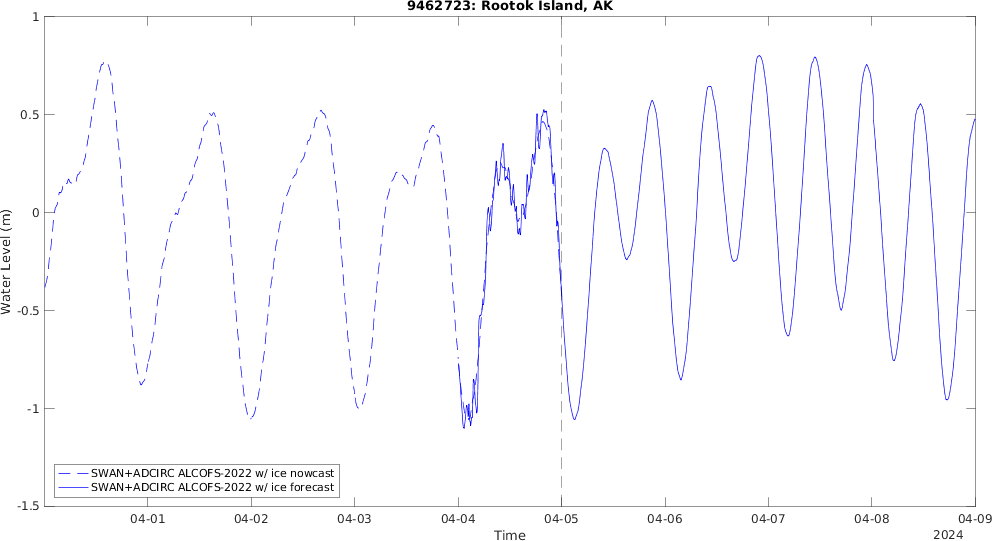 9462723: Rootok Island, AK
Water Level (m)
1
0.5
0
-0.5
-1
-1.5
SWAN+ADCIRC ALCOFS-2022 w/ ice nowcast
SWAN+ADCIRC ALCOFS-2022 w/ ice forecast
04-01 04-02 04-03 04-04 04-05 04-06 04-07 04-08 04-09
Time
2024